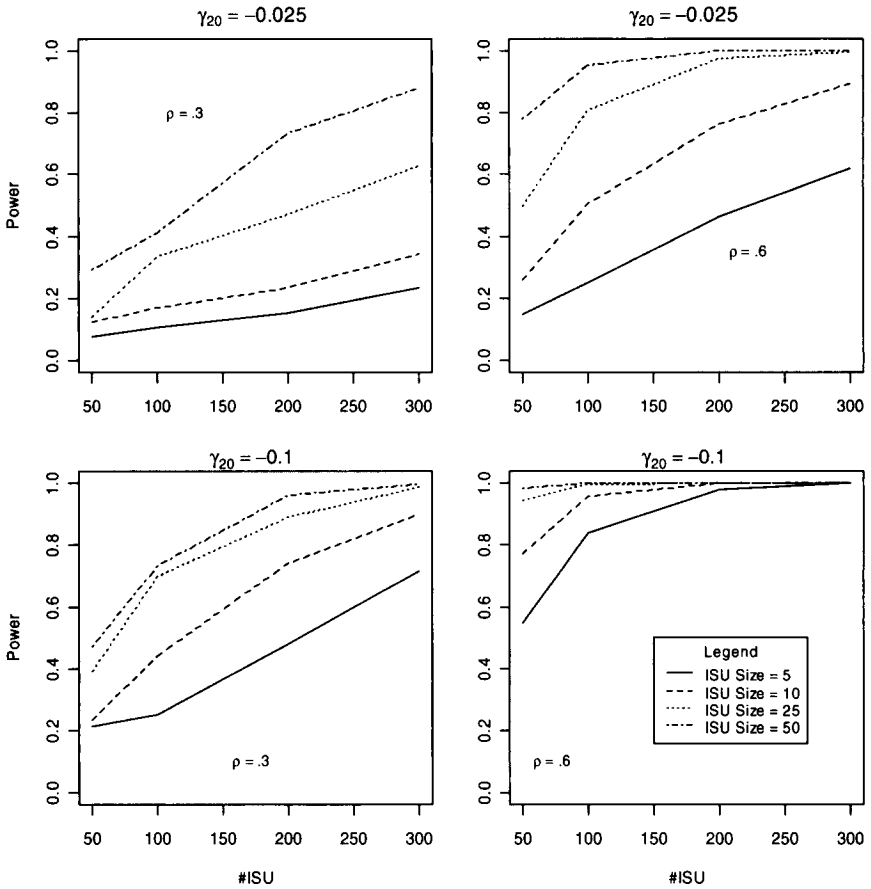 γ20 = −0.025
γ20 = −0.025
Power
0.0 0.2 0.4 0.6 0.8 1.0
ρ = .3
50 100 150 200 250 300
0.0 0.2 0.4 0.6 0.8 1.0
ρ = .6
50 100 150 200 250 300
γ20 = −0.1
γ20 = −0.1
Power
0.0 0.2 0.4 0.6 0.8 1.0
ρ = .3
50 100 150 200 250 300
#ISU
0.0 0.2 0.4 0.6 0.8 1.0
Legend
ISU Size = 5
ISU Size = 10
ISU Size = 25
ISU Size = 50
ρ = .6
50 100 150 200 250 300
#ISU